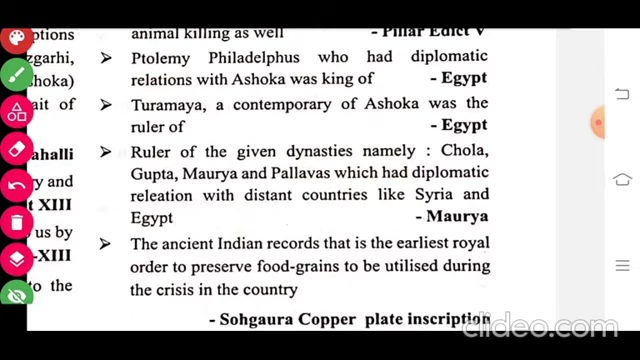 ptions
zgarhi,
shoka)
ait of
ahalli
ry and
t XIII
o us by
-XIII
to the
animal killing as well - Pillar Edict V
➢ Ptolemy Philadelphus who had diplomatic
relations with Ashoka was king of - Egypt
➢ Turamaya, a contemporary of Ashoka was the
ruler of - Egypt
➢ Ruler of the given dynasties namely : Chola,
Gupta, Maurya and Pallavas which had diplomatic
releation with distant countries like Syria and
Egypt - Maurya
➢ The ancient Indian records that is the earliest royal
order to preserve food-grains to be utilised during
the crisis in the country
- Sohgaura Copper plate inscription
clideo.com